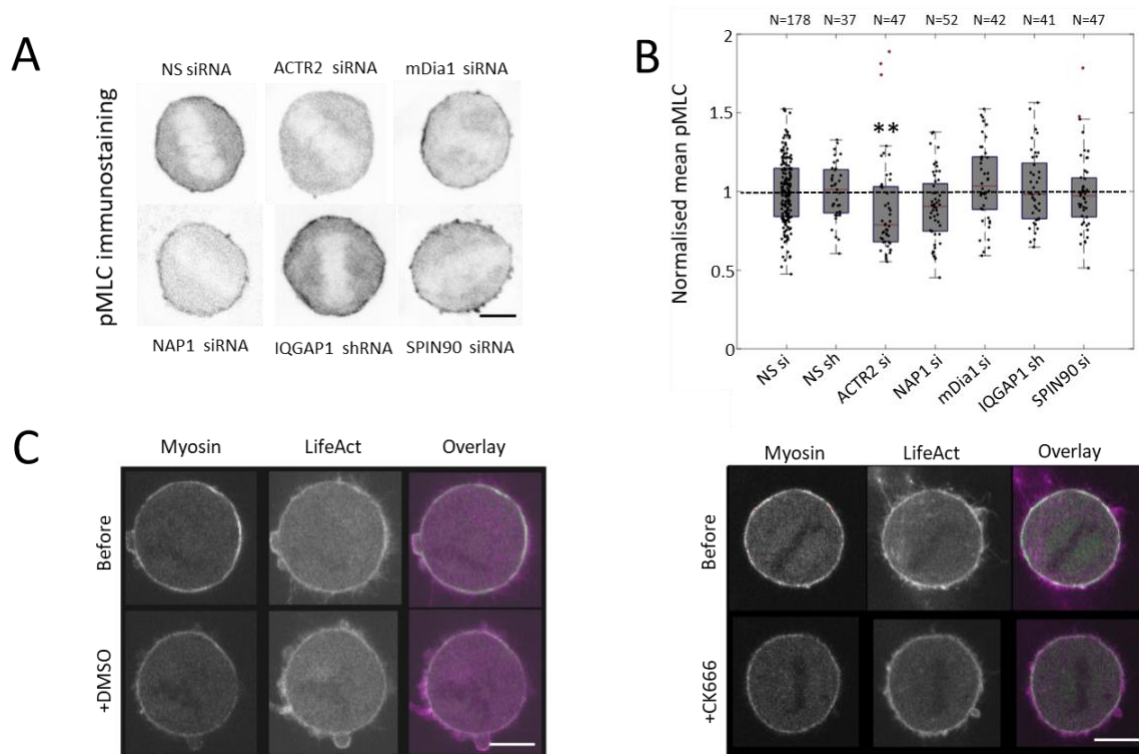 A
NS siRNA ACTR2 siRNA mDia1 siRNA
pMLC immunostaining
NAP1 siRNA IQGAP1 shRNA SPIN90 siRNA
B
N=178 N=37 N=47 N=52 N=42 N=41 N=47
Normalised mean pMLC
2
1.5
1
0.5
0
**
NS si NS sh ACTR2 si NAP1 si mDia1 si IQGAP1 sh SPIN90 si
C
Myosin LifeAct Overlay
Before
+DMSO
Myosin LifeAct Overlay
Before
+CK666